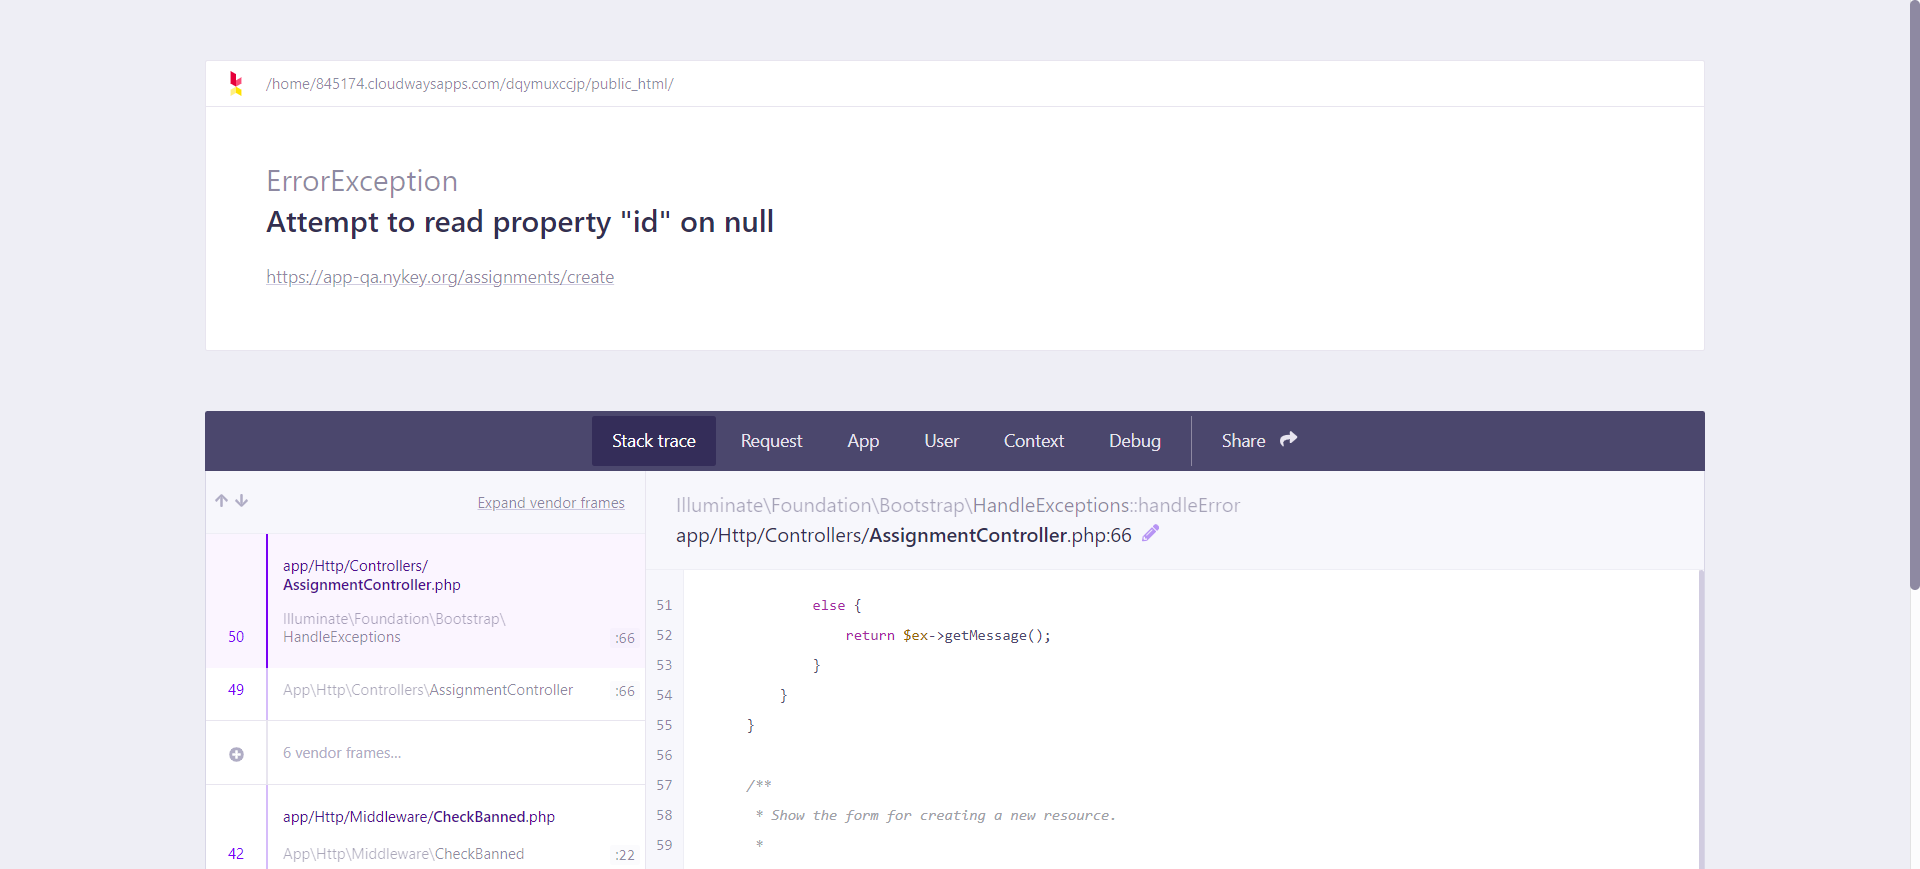 /home/845174.cloudwaysapps.com/dqymuxccjp/public_html/
ErrorException
Attempt to read property "id" on null
https://app-qa.nykey.org/assignments/create
Stack trace
Request
App
User
Context
Debug
Share
Expand vendor frames
app/Http/Controllers/
AssignmentController.php
Illuminate\Foundation\Bootstrap\
50 HandleExceptions :66
49 App\Http\Controllers\AssignmentController :66
6 vendor frames…
app/Http/Middleware/CheckBanned.php
42 App\Http\Middleware\CheckBanned :22
Illuminate\Foundation\Bootstrap\HandleExceptions::handleError
app/Http/Controllers/AssignmentController.php:66
51 else {
52 return $ex->getMessage();
53 }
54 }
55 }
56
57 /**
58 * Show the form for creating a new resource.
59 *